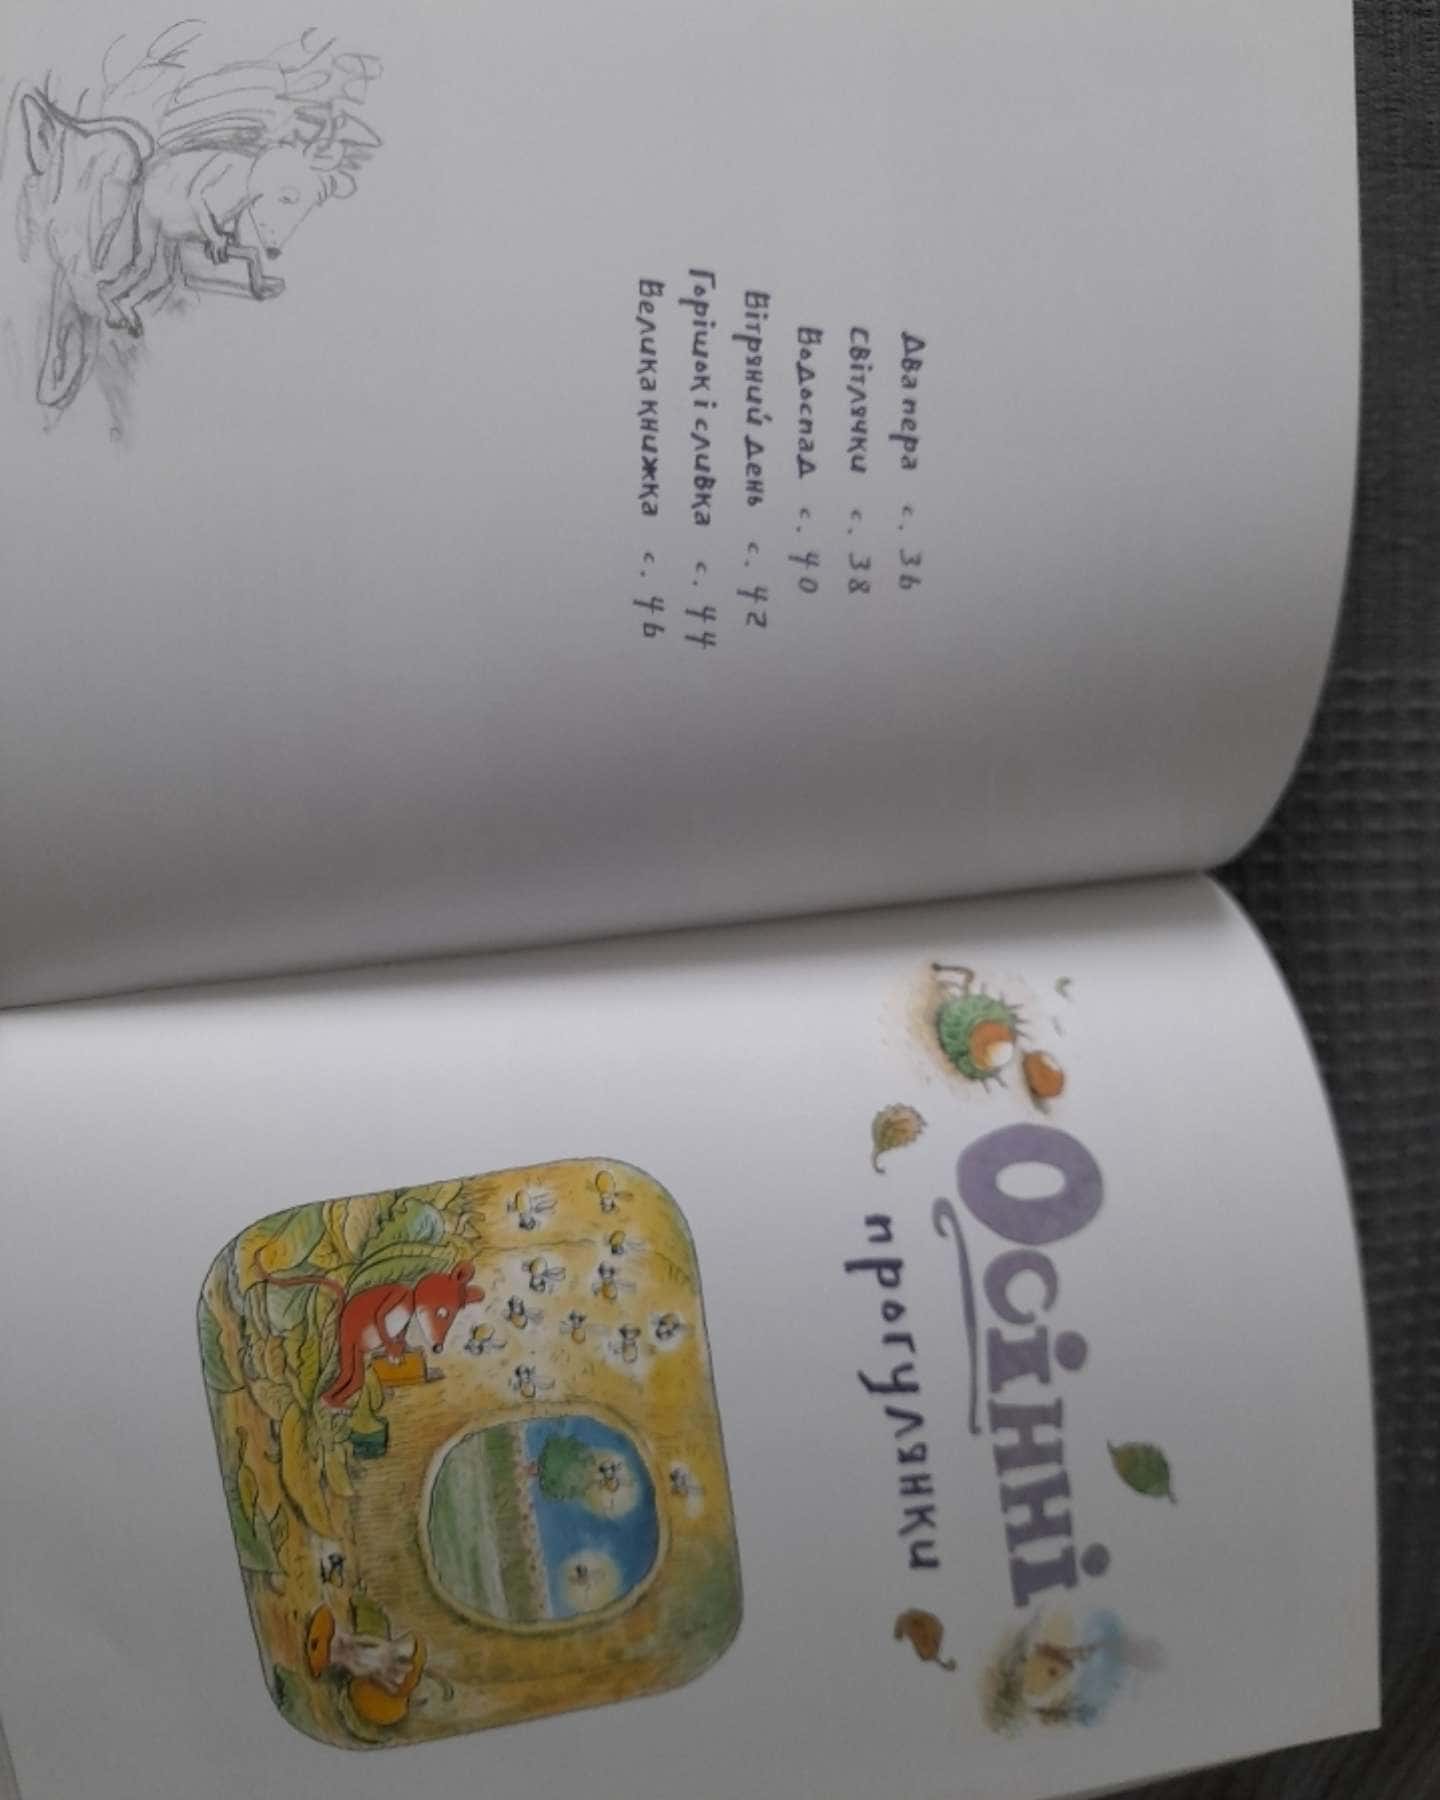 Два пера с. 36
Світлячки с. 38
Водоспад с. 40
Вітряний день с. 42
Горішок і сливка с. 44
Велика книжка с. 46
Осінні
прогулянки